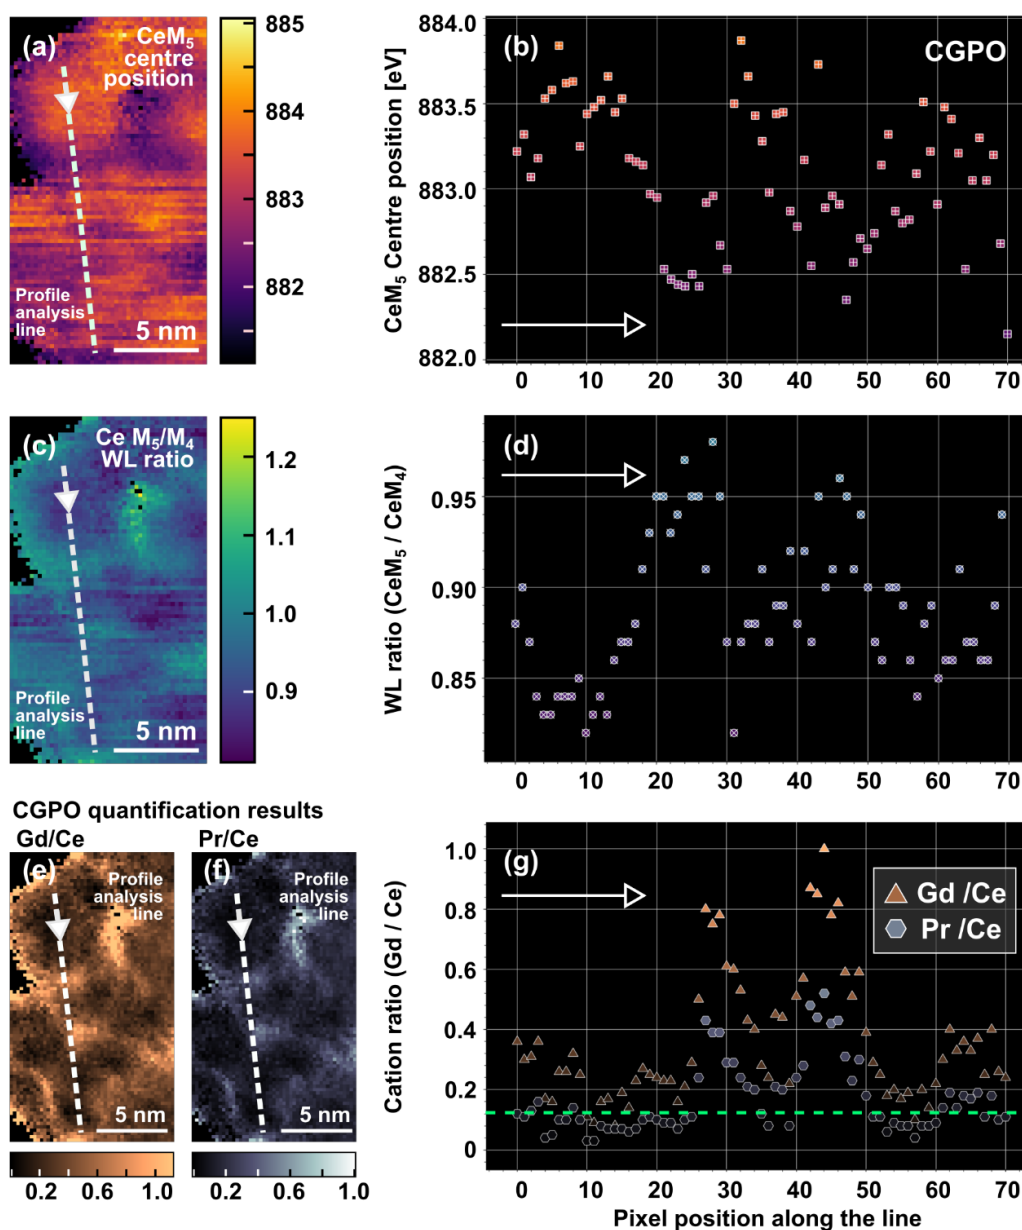 (a)
CeM₅
centre
position
Profile
analysis
line
5 nm
885
884
883
882
(b)
CGPO
CeM₅ Centre position [eV]
884.0
883.5
883.0
882.5
882.0
0 10 20 30 40 50 60 70
(c)
Ce M₅/M₄
WL ratio
Profile
analysis
line
5 nm
1.2
1.1
1.0
0.9
(d)
WL ratio (CeM₅ / CeM₄)
0.95
0.90
0.85
0 10 20 30 40 50 60 70
CGPO quantification results
Gd/Ce
(e)
Profile
analysis
line
5 nm
0.2 0.6 1.0
Pr/Ce
(f)
Profile
analysis
line
5 nm
0.2 0.6 1.0
(g)
Gd /Ce
Pr /Ce
Cation ratio (Gd / Ce)
1.0
0.8
0.6
0.4
0.2
0
0 10 20 30 40 50 60 70
Pixel position along the line